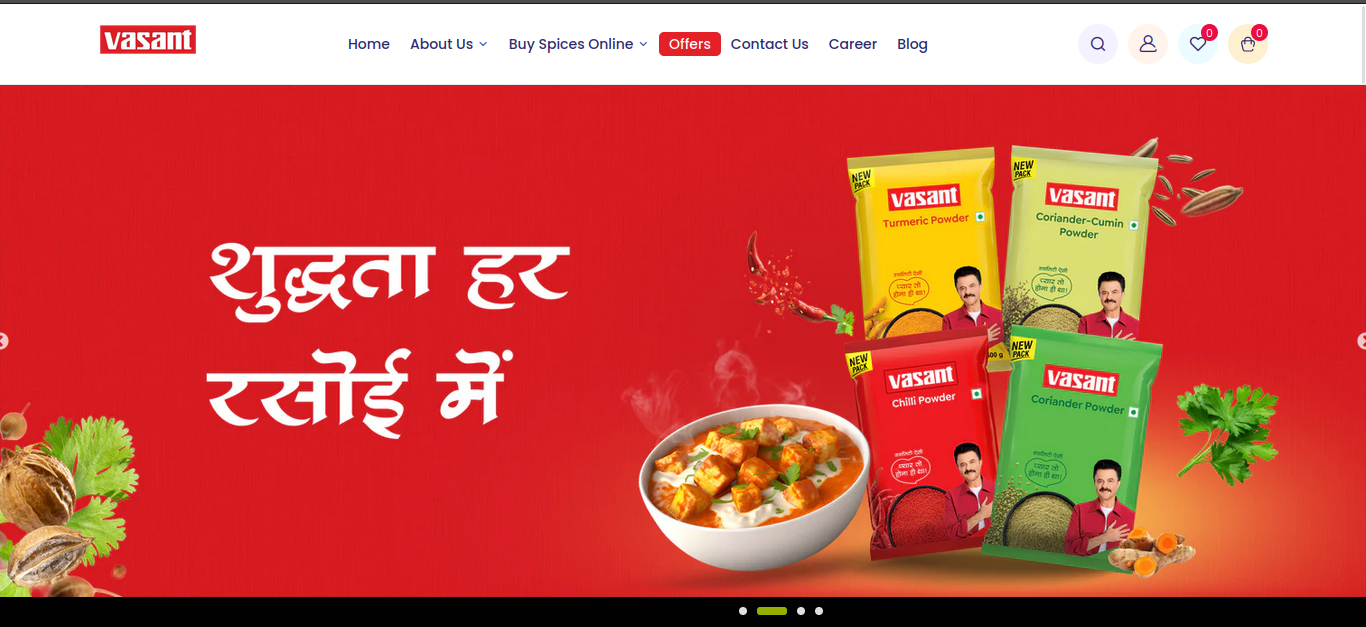 vasant
Home
About Us
Buy Spices Online
Offers
Contact Us
Career
Blog
0
0
शुद्धता हर
रसोई में
NEW
PACK
vasant
Turmeric Powder
प्यार तो
होना ही था!
NEW
PACK
vasant
Coriander-Cumin
Powder
प्यार तो
होना ही था!
NEW
PACK
vasant
Chilli Powder
प्यार तो
होना ही था!
NEW
PACK
vasant
Coriander Powder
प्यार तो
होना ही था!